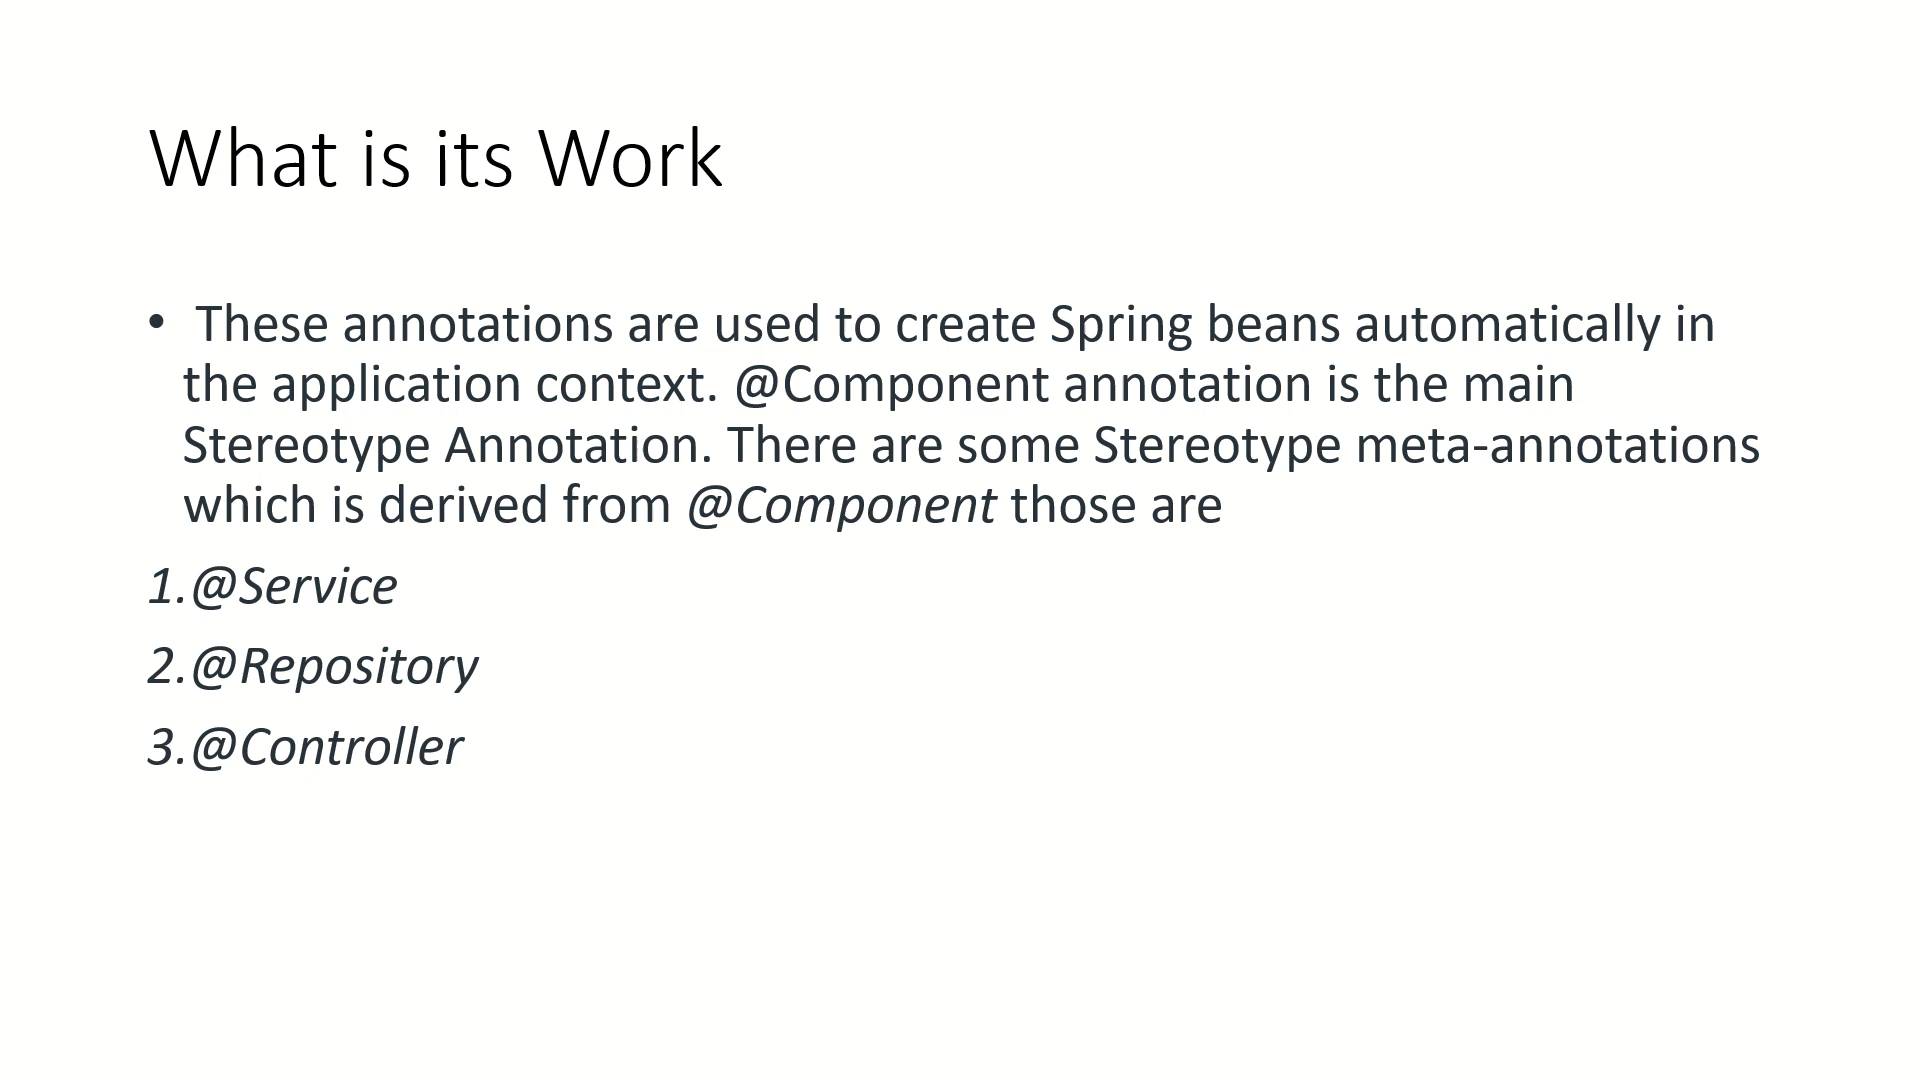 What is its Work
• These annotations are used to create Spring beans automatically in
the application context. @Component annotation is the main
Stereotype Annotation. There are some Stereotype meta-annotations
which is derived from @Component those are
1.@Service
2.@Repository
3.@Controller